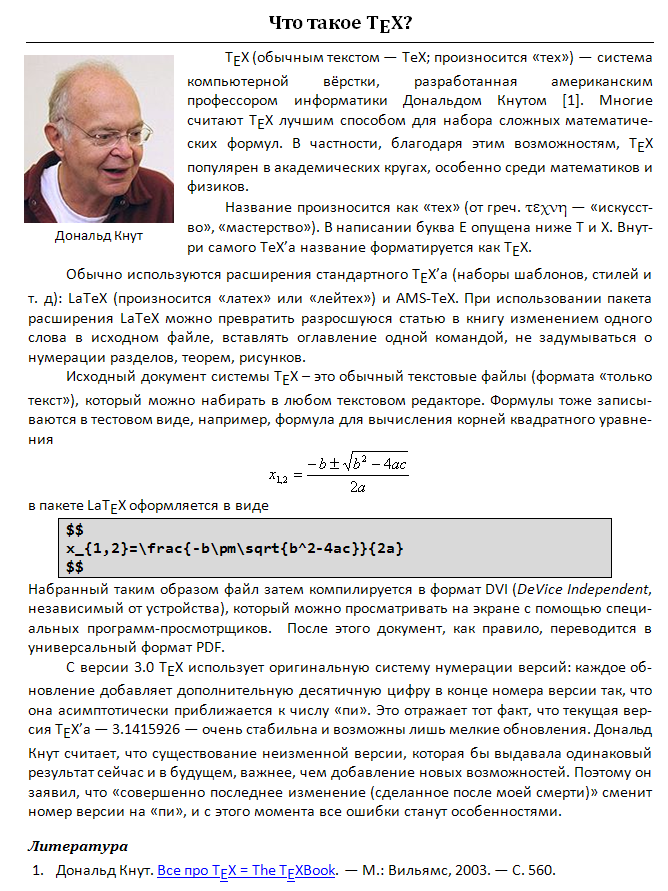 Что такое TEX?
TEX (обычным текстом — TeX; произносится «тех») — система
компьютерной вёрстки, разработанная американским
профессором информатики Дональдом Кнутом [1]. Многие
считают TEX лучшим способом для набора сложных математиче-
ских формул. В частности, благодаря этим возможностям, TEX
популярен в академических кругах, особенно среди математиков и
физиков.
Дональд Кнут
Название произносится как «тех» (от греч. τεχνη — «искусст-
во», «мастерство»). В написании буква E опущена ниже T и X. Внут-
ри самого TeX’а название форматируется как TEX.
Обычно используются расширения стандартного TEX’а (наборы шаблонов, стилей и
т. д): LaTeX (произносится «латех» или «лейтех») и AMS-TeX. При использовании пакета
расширения LaTeX можно превратить разросшуюся статью в книгу изменением одного
слова в исходном файле, вставлять оглавление одной командой, не задумываться о
нумерации разделов, теорем, рисунков.
Исходный документ системы TEX – это обычный текстовые файлы (формата «только
текст»), который можно набирать в любом текстовом редакторе. Формулы тоже записы-
ваются в тестовом виде, например, формула для вычисления корней квадратного уравне-
ния
x1,2 = (−b ± √(b² − 4ac)) / 2a
в пакете LaTEX оформляется в виде
$$
x_{1,2}=\frac{-b\pm\sqrt{b^2-4ac}}{2a}
$$
Набранный таким образом файл затем компилируется в формат DVI (DeVice Independent,
независимый от устройства), который можно просматривать на экране с помощью специ-
альных программ-просмотрщиков. После этого документ, как правило, переводится в
универсальный формат PDF.
С версии 3.0 TEX использует оригинальную систему нумерации версий: каждое об-
новление добавляет дополнительную десятичную цифру в конце номера версии так, что
она асимптотически приближается к числу «пи». Это отражает тот факт, что текущая вер-
сия TEX’а — 3.1415926 — очень стабильна и возможны лишь мелкие обновления. Дональд
Кнут считает, что существование неизменной версии, которая бы выдавала одинаковый
результат сейчас и в будущем, важнее, чем добавление новых возможностей. Поэтому он
заявил, что «совершенно последнее изменение (сделанное после моей смерти)» сменит
номер версии на «пи», и с этого момента все ошибки станут особенностями.
Литература
1. Дональд Кнут. Все про TEX = The TEXBook. — М.: Вильямс, 2003. — С. 560.